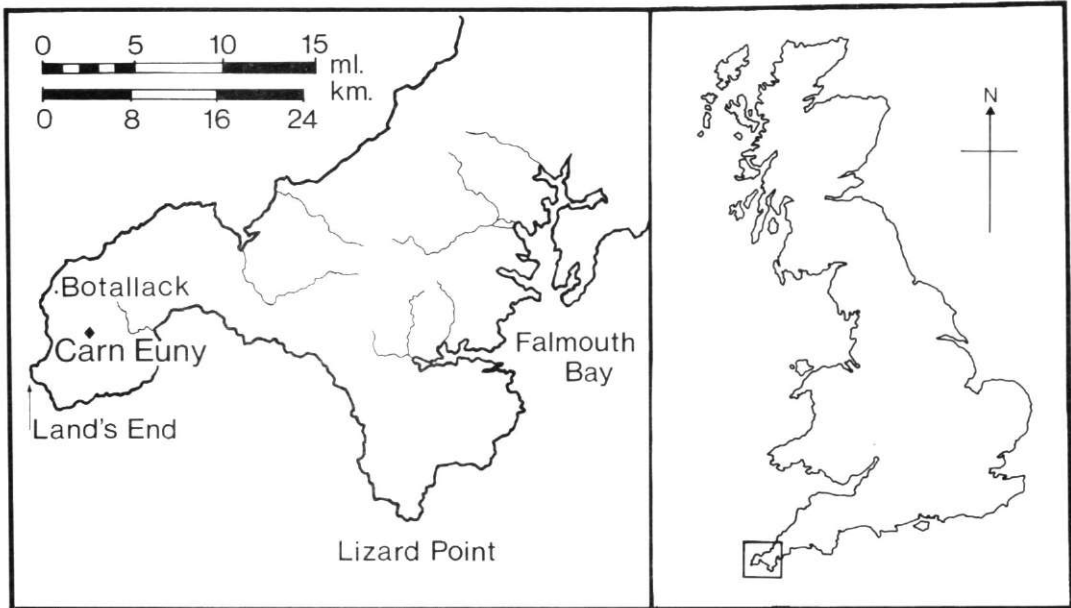 0 5 10 15
ml.
km.
0 8 16 24
N
Botallack
Carn Euny
Land's End
Falmouth
Bay
Lizard Point